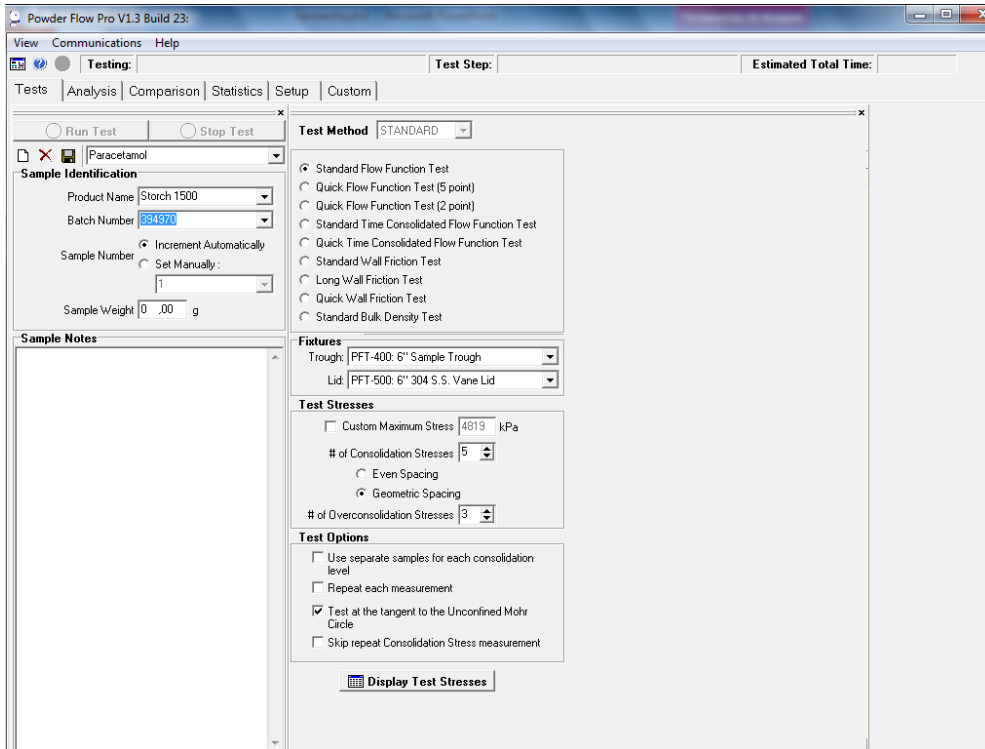 Powder Flow Pro V1.3 Build 23:
View Communications Help
Testing: Test Step: Estimated Total Time:
Tests Analysis Comparison Statistics Setup Custom
Run Test Stop Test
Test Method STANDARD
Paracetamol
Sample Identification
Product Name Storch 1500
Batch Number 394970
Sample Number Increment Automatically
Set Manually :
1
Sample Weight 0 ,00 g
Sample Notes
Standard Flow Function Test
Quick Flow Function Test (5 point)
Quick Flow Function Test (2 point)
Standard Time Consolidated Flow Function Test
Quick Time Consolidated Flow Function Test
Standard Wall Friction Test
Long Wall Friction Test
Quick Wall Friction Test
Standard Bulk Density Test
Fixtures
Trough: PFT-400: 6" Sample Trough
Lid: PFT-500: 6" 304 S.S. Vane Lid
Test Stresses
Custom Maximum Stress 4819 kPa
# of Consolidation Stresses 5
Even Spacing
Geometric Spacing
# of Overconsolidation Stresses 3
Test Options
Use separate samples for each consolidation
level
Repeat each measurement
Test at the tangent to the Unconfined Mohr
Circle
Skip repeat Consolidation Stress measurement
Display Test Stresses